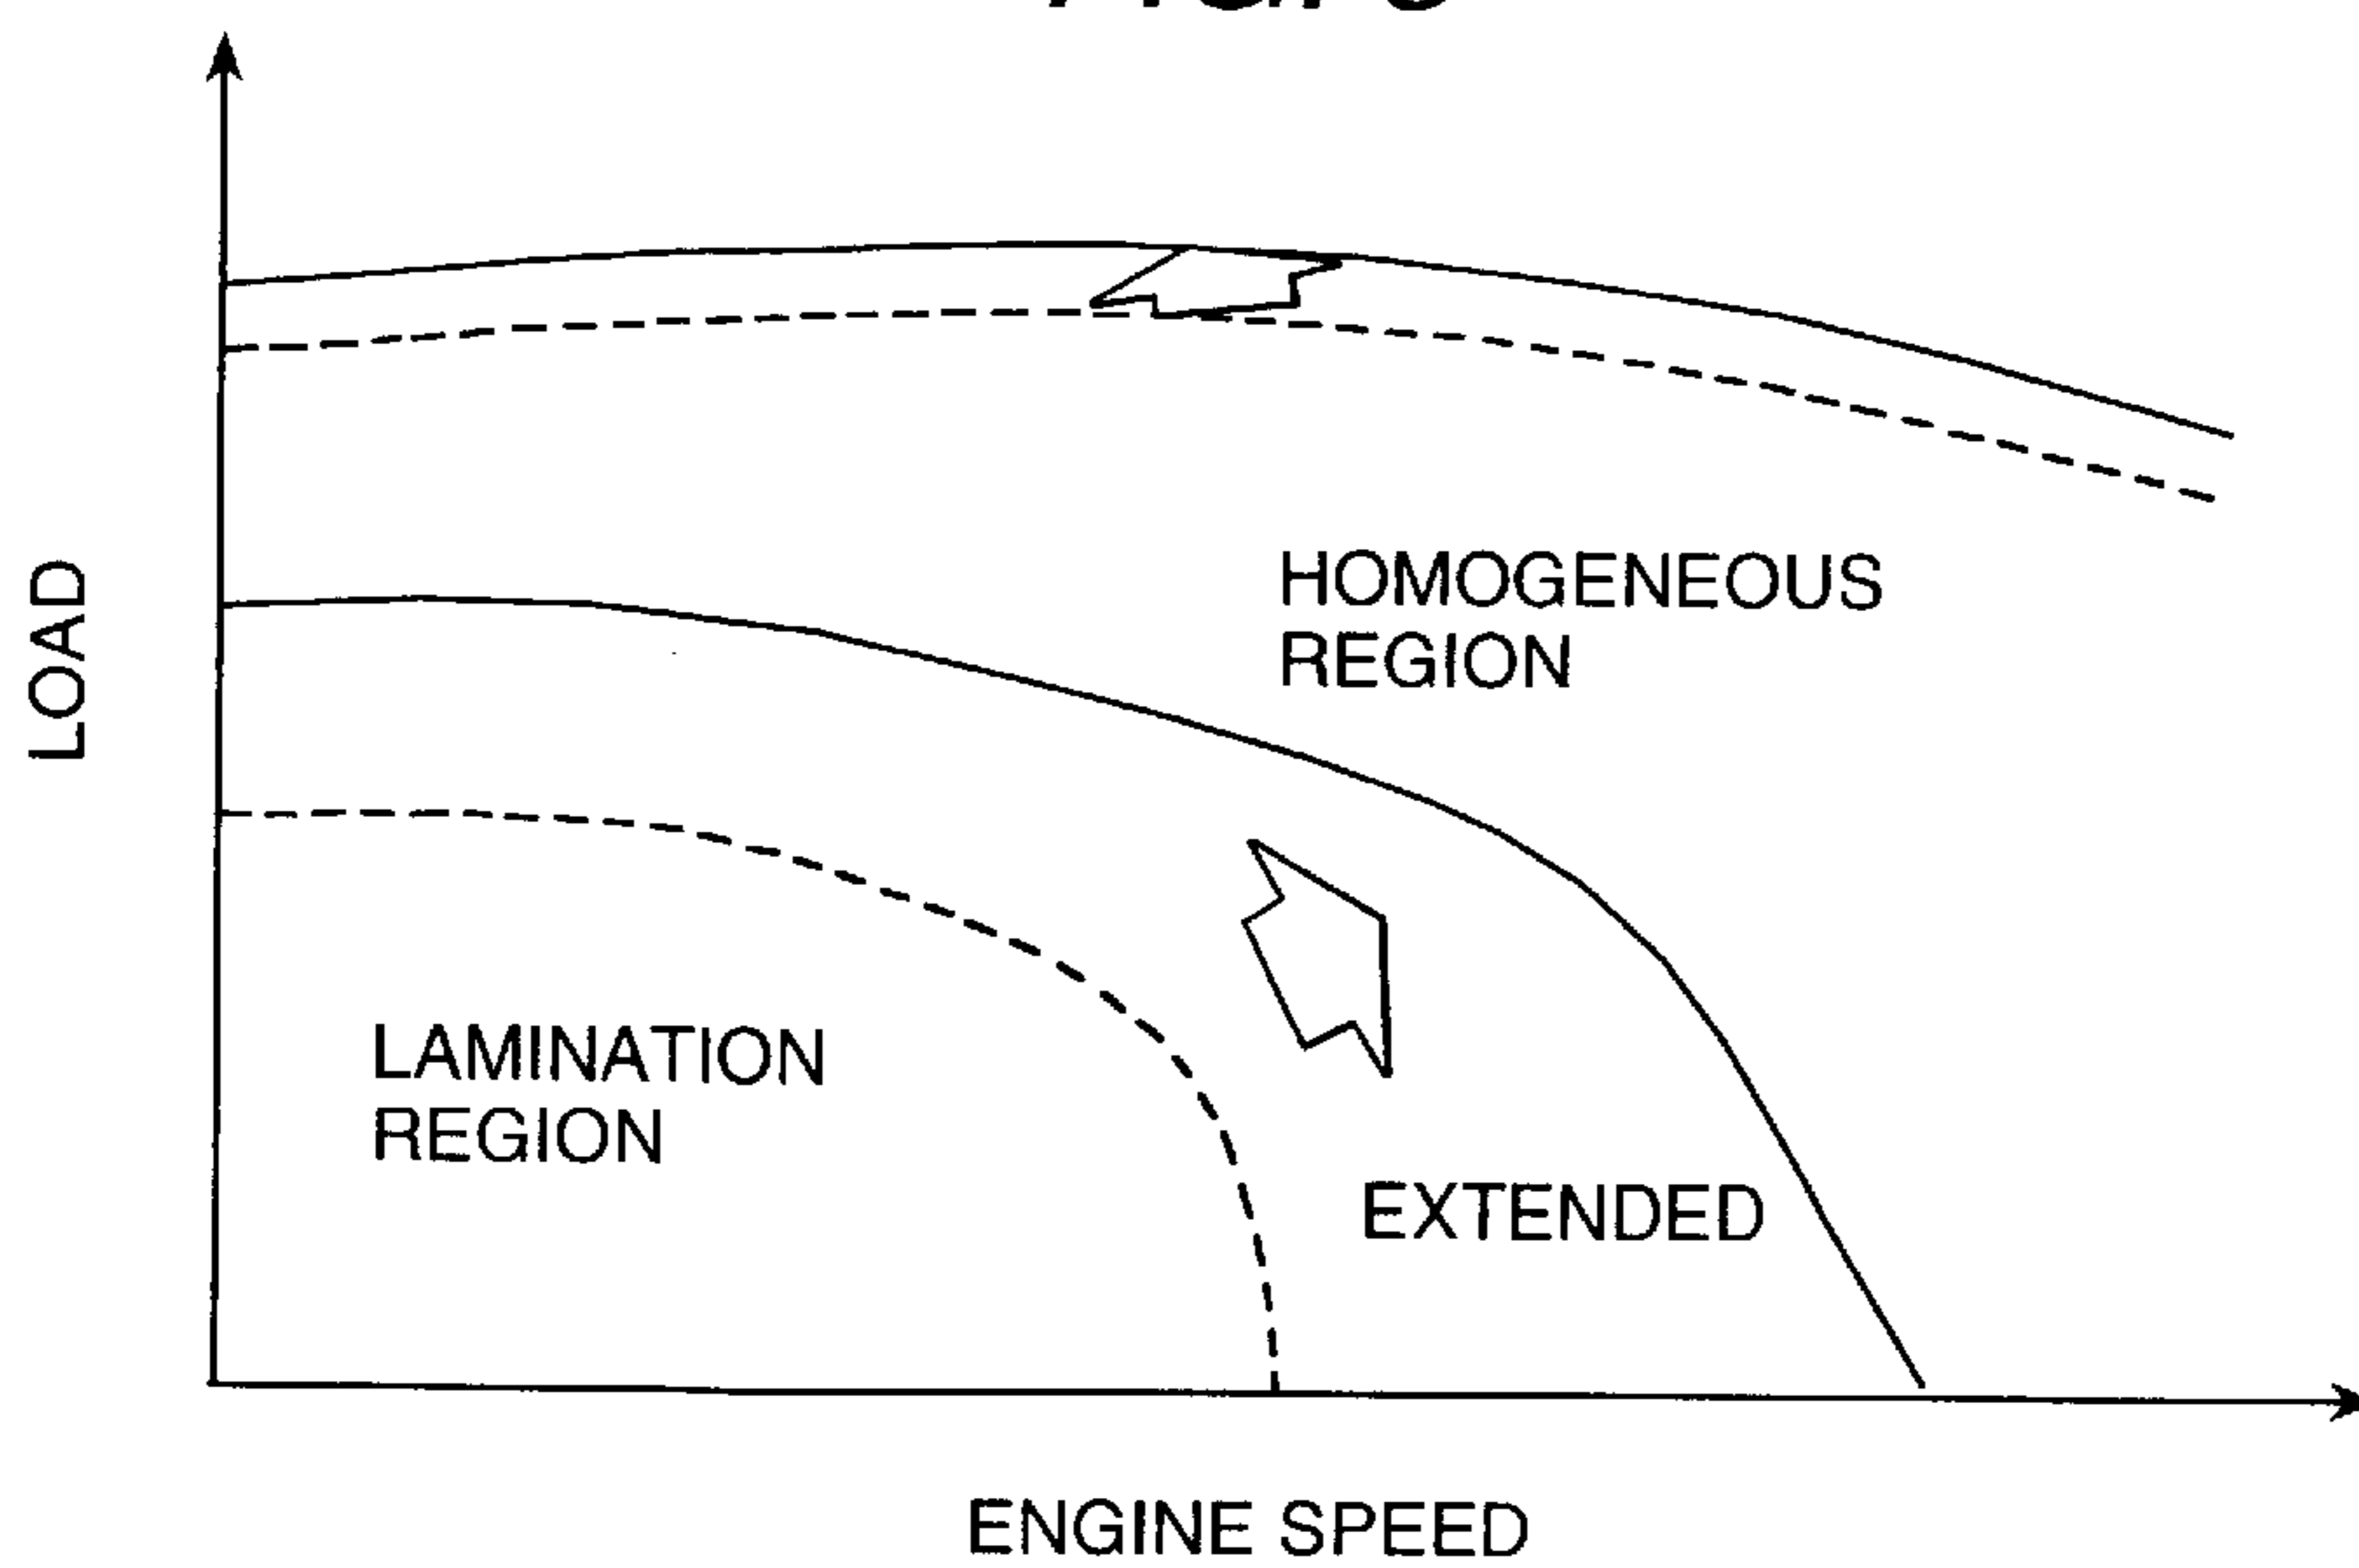 LOAD
HOMOGENEOUS
REGION
LAMINATION
REGION
EXTENDED
ENGINE SPEED